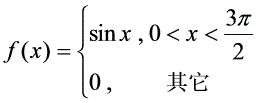 f(x) = { sin x , 0 < x < 3π/2
0 , 其它